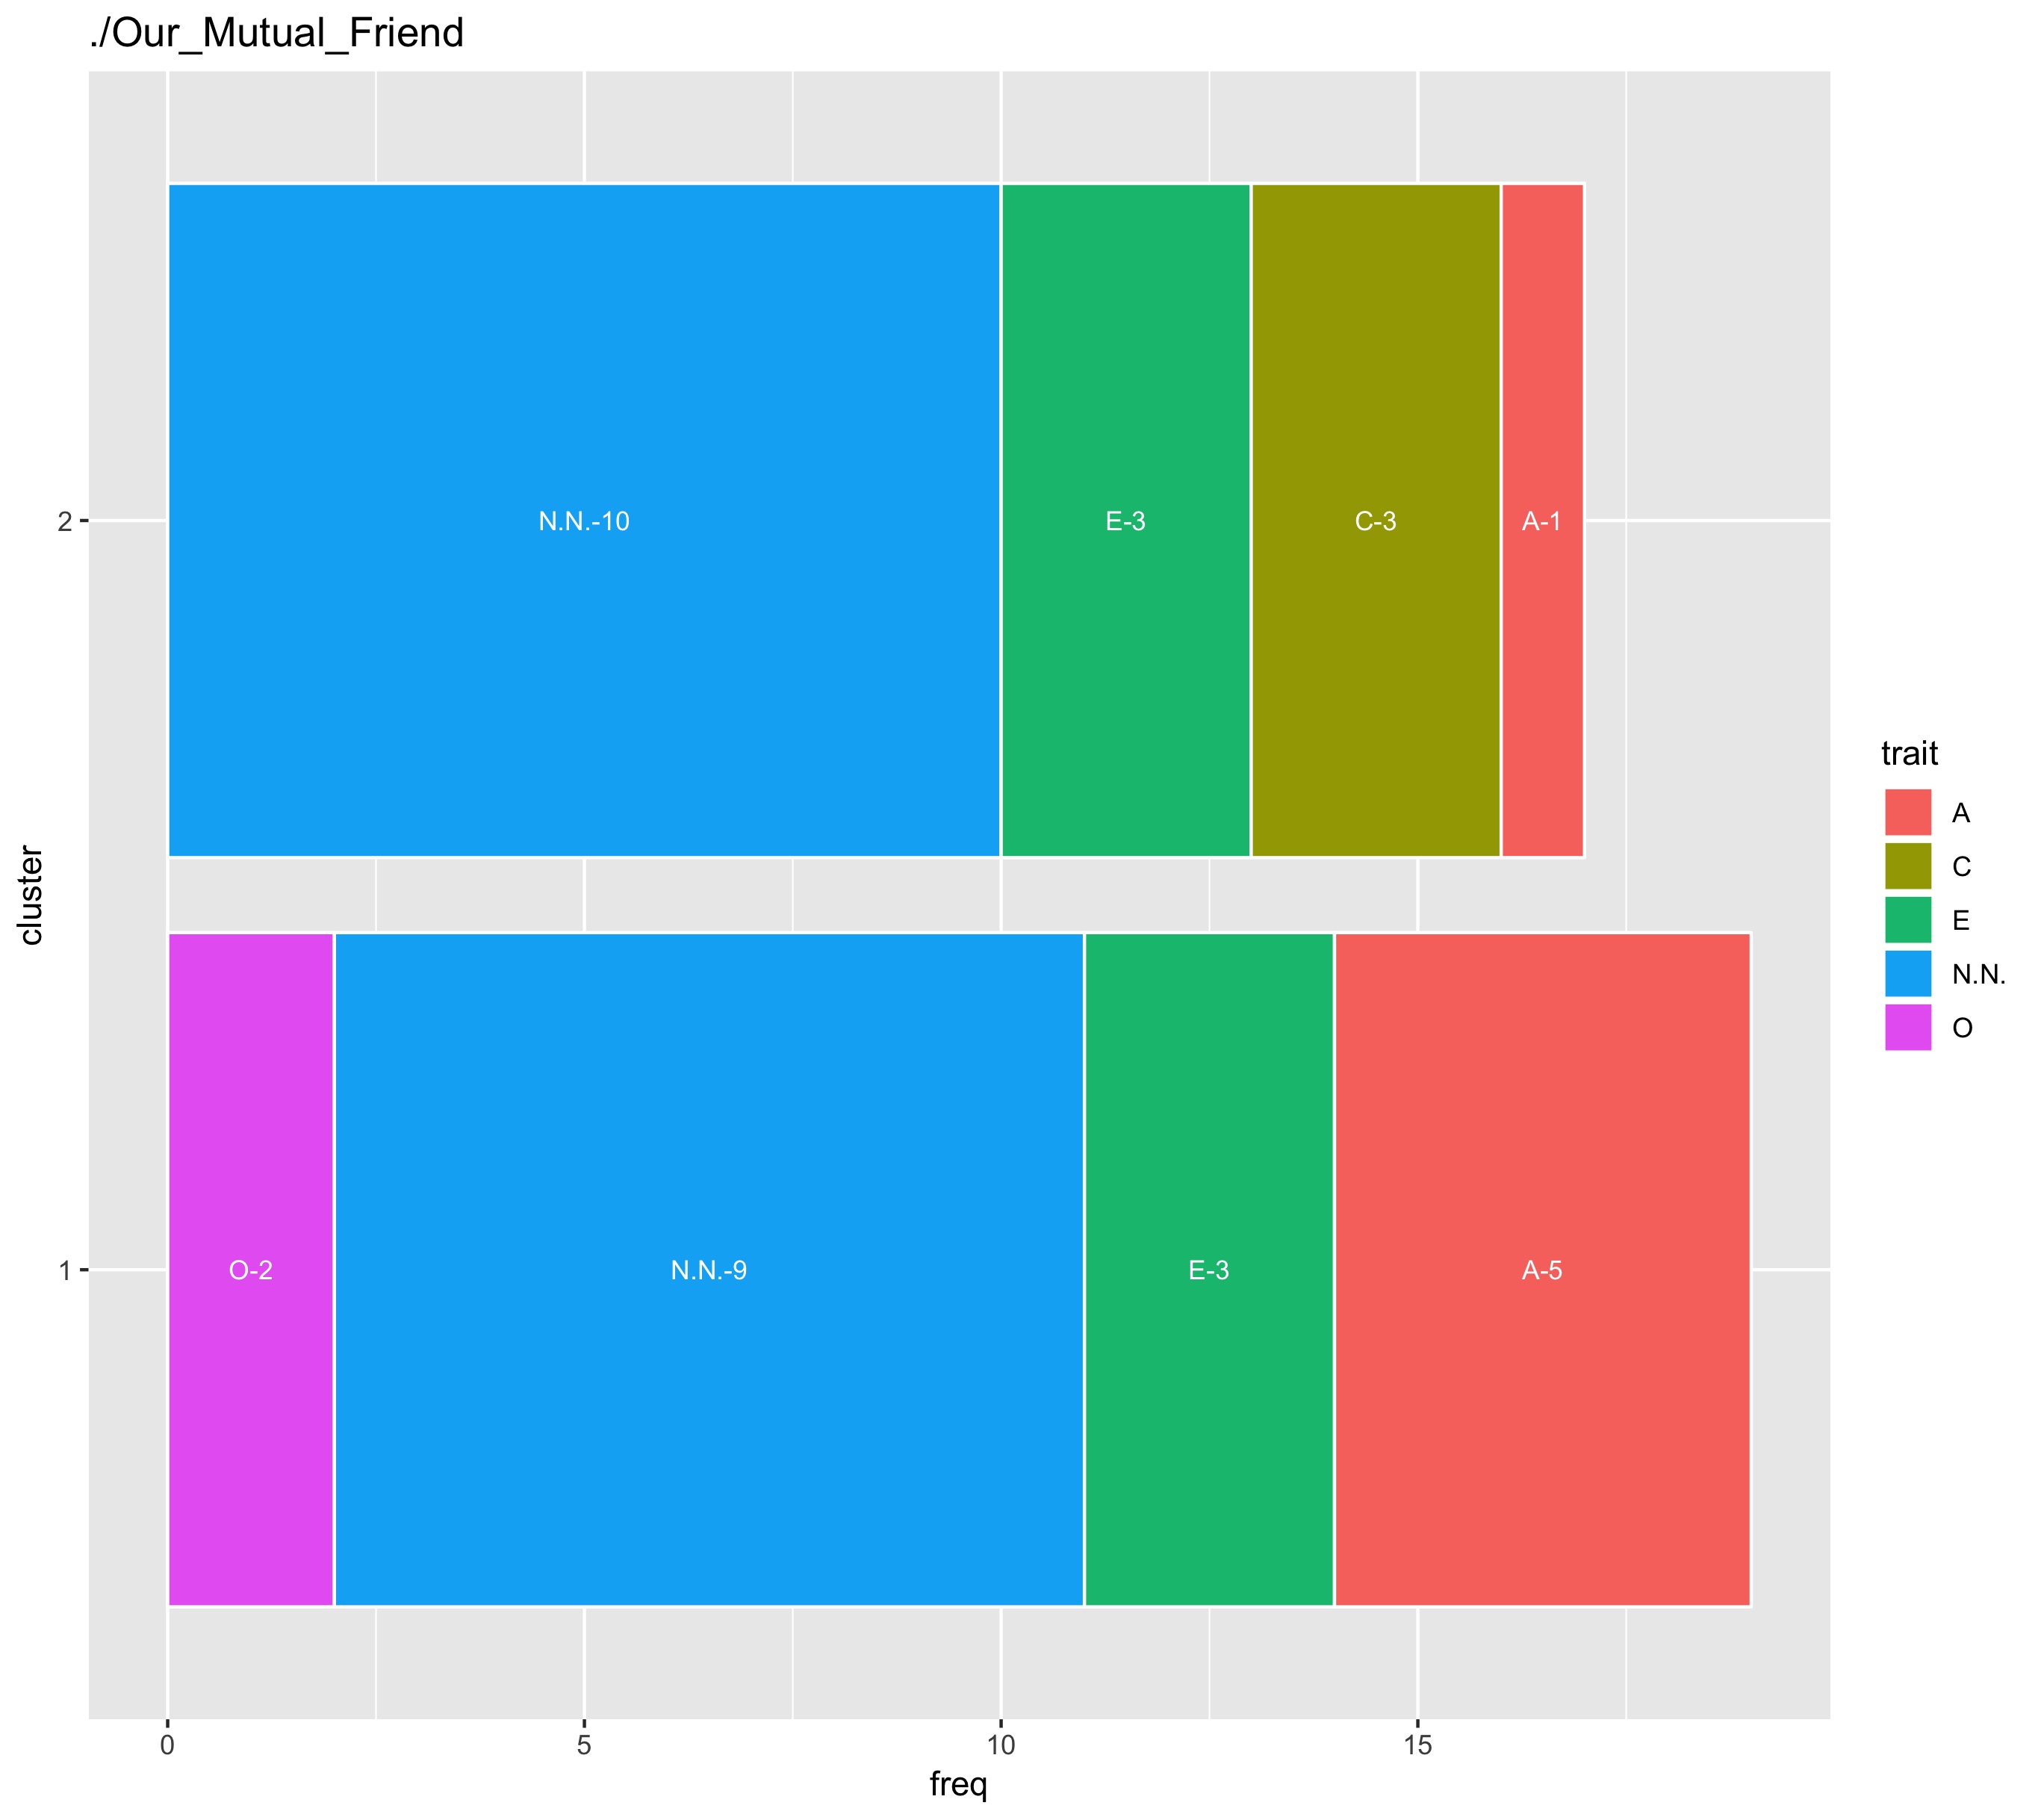 ./Our_Mutual_Friend
2
N.N.-10
E-3
C-3
A-1
cluster
1
O-2
N.N.-9
E-3
A-5
0
5
10
15
freq
trait
A
C
E
N.N.
O